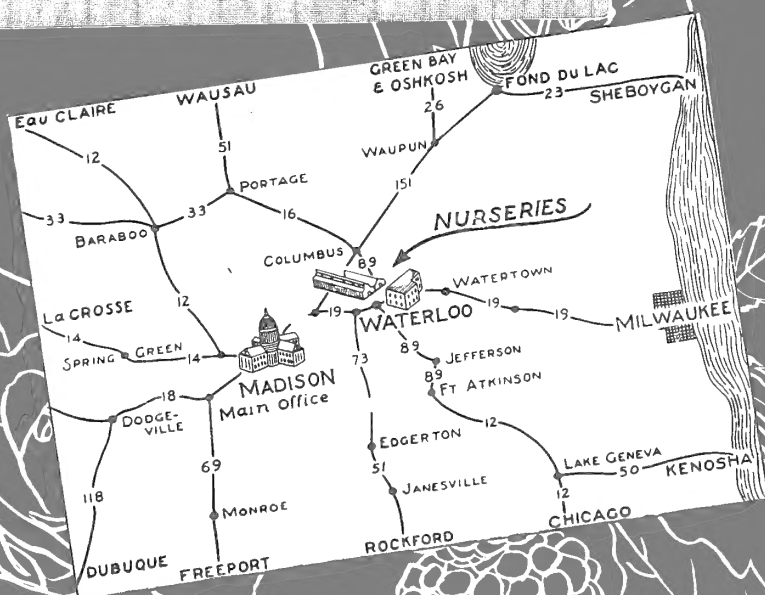 GREEN BAY
& OSHKOSH
FOND DU LAC
23
SHEBOYGAN
EAU CLAIRE
WAUSAU
26
12
51
WAUPUN
151
PORTAGE
33
33
16
BARABOO
NURSERIES
COLUMBUS
89
WATERTOWN
12
19
19
19
MILWAUKEE
LA CROSSE
WATERLOO
14
SPRING GREEN
14
73
89
JEFFERSON
MADISON
Main Office
89
FT ATKINSON
18
DODGE-
VILLE
12
EDGERTON
69
LAKE GENEVA
50
KENOSHA
51
118
JANESVILLE
12
MONROE
CHICAGO
ROCKFORD
DUBUQUE
FREEPORT